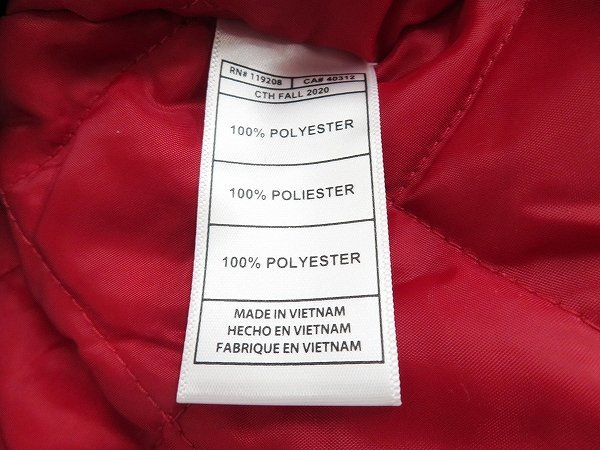 RN# 119208 CA# 40312
CTH FALL 2020
100% POLYESTER
100% POLIESTER
100% POLYESTER
MADE IN VIETNAM
HECHO EN VIETNAM
FABRIQUE EN VIETNAM